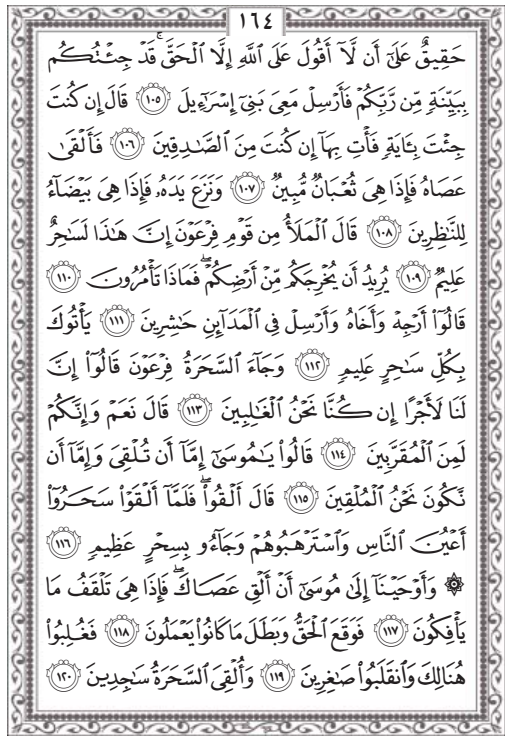 ١٦٤
حَقِيقٌ عَلَىٰٓ أَن لَّآ أَقُولَ عَلَى ٱللَّهِ إِلَّا ٱلْحَقَّ ۚ قَدْ جِئْتُكُم
بِبَيِّنَةٍ مِّن رَّبِّكُمْ فَأَرْسِلْ مَعِىَ بَنِىٓ إِسْرَٰٓءِيلَ ١٠٥ قَالَ إِن كُنتَ
جِئْتَ بِـَٔايَةٍ فَأْتِ بِهَآ إِن كُنتَ مِنَ ٱلصَّـٰدِقِينَ ١٠٦ فَأَلْقَىٰ
عَصَاهُ فَإِذَا هِىَ ثُعْبَانٌ مُّبِينٌ ١٠٧ وَنَزَعَ يَدَهُۥ فَإِذَا هِىَ بَيْضَآءُ
لِلنَّـٰظِرِينَ ١٠٨ قَالَ ٱلْمَلَأُ مِن قَوْمِ فِرْعَوْنَ إِنَّ هَـٰذَا لَسَـٰحِرٌ
عَلِيمٌ ١٠٩ يُرِيدُ أَن يُخْرِجَكُم مِّنْ أَرْضِكُمْ ۖ فَمَاذَا تَأْمُرُونَ ١١٠
قَالُوٓا۟ أَرْجِهْ وَأَخَاهُ وَأَرْسِلْ فِى ٱلْمَدَآئِنِ حَـٰشِرِينَ ١١١ يَأْتُوكَ
بِكُلِّ سَـٰحِرٍ عَلِيمٍ ١١٢ وَجَآءَ ٱلسَّحَرَةُ فِرْعَوْنَ قَالُوٓا۟ إِنَّ
لَنَا لَأَجْرًا إِن كُنَّا نَحْنُ ٱلْغَـٰلِبِينَ ١١٣ قَالَ نَعَمْ وَإِنَّكُمْ
لَمِنَ ٱلْمُقَرَّبِينَ ١١٤ قَالُوا۟ يَـٰمُوسَىٰٓ إِمَّآ أَن تُلْقِىَ وَإِمَّآ أَن
نَّكُونَ نَحْنُ ٱلْمُلْقِينَ ١١٥ قَالَ أَلْقُوا۟ ۖ فَلَمَّآ أَلْقَوْا۟ سَحَرُوٓا۟
أَعْيُنَ ٱلنَّاسِ وَٱسْتَرْهَبُوهُمْ وَجَآءُو بِسِحْرٍ عَظِيمٍ ١١٦
۞ وَأَوْحَيْنَآ إِلَىٰ مُوسَىٰٓ أَنْ أَلْقِ عَصَاكَ ۖ فَإِذَا هِىَ تَلْقَفُ مَا
يَأْفِكُونَ ١١٧ فَوَقَعَ ٱلْحَقُّ وَبَطَلَ مَا كَانُوا۟ يَعْمَلُونَ ١١٨ فَغُلِبُوا۟
هُنَالِكَ وَٱنقَلَبُوا۟ صَـٰغِرِينَ ١١٩ وَأُلْقِىَ ٱلسَّحَرَةُ سَـٰجِدِينَ ١٢٠